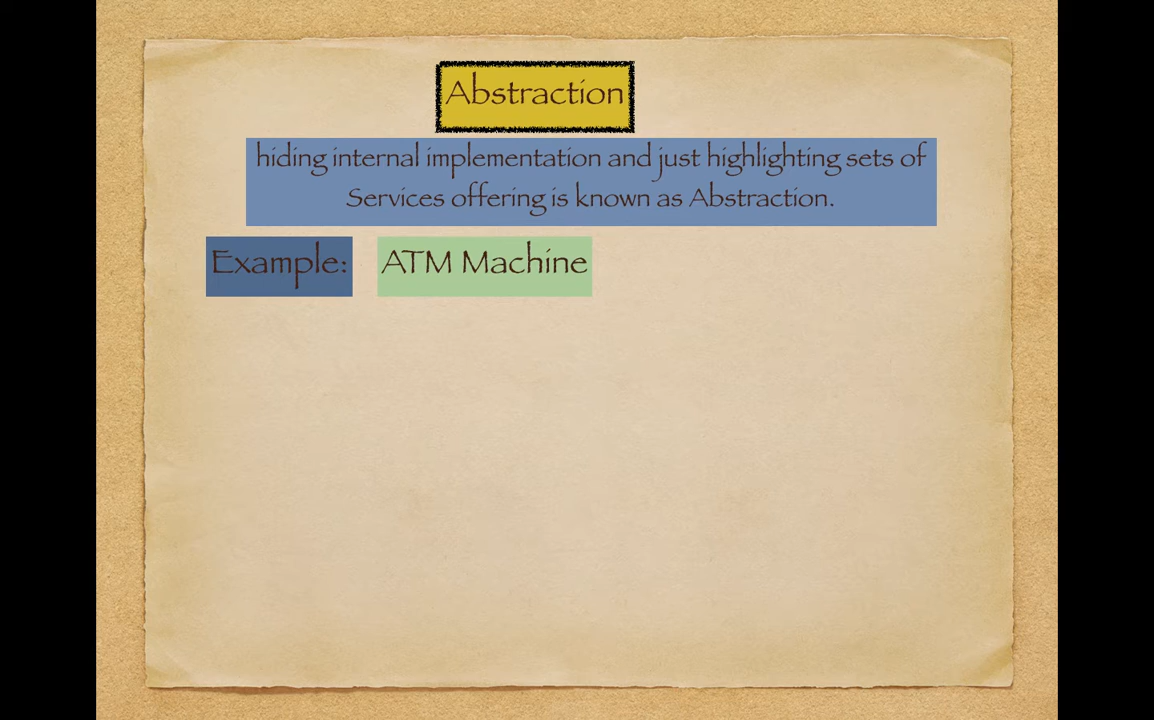 Abstraction
hiding internal implementation and just highlighting sets of
Services offering is known as Abstraction.
Example: ATM Machine